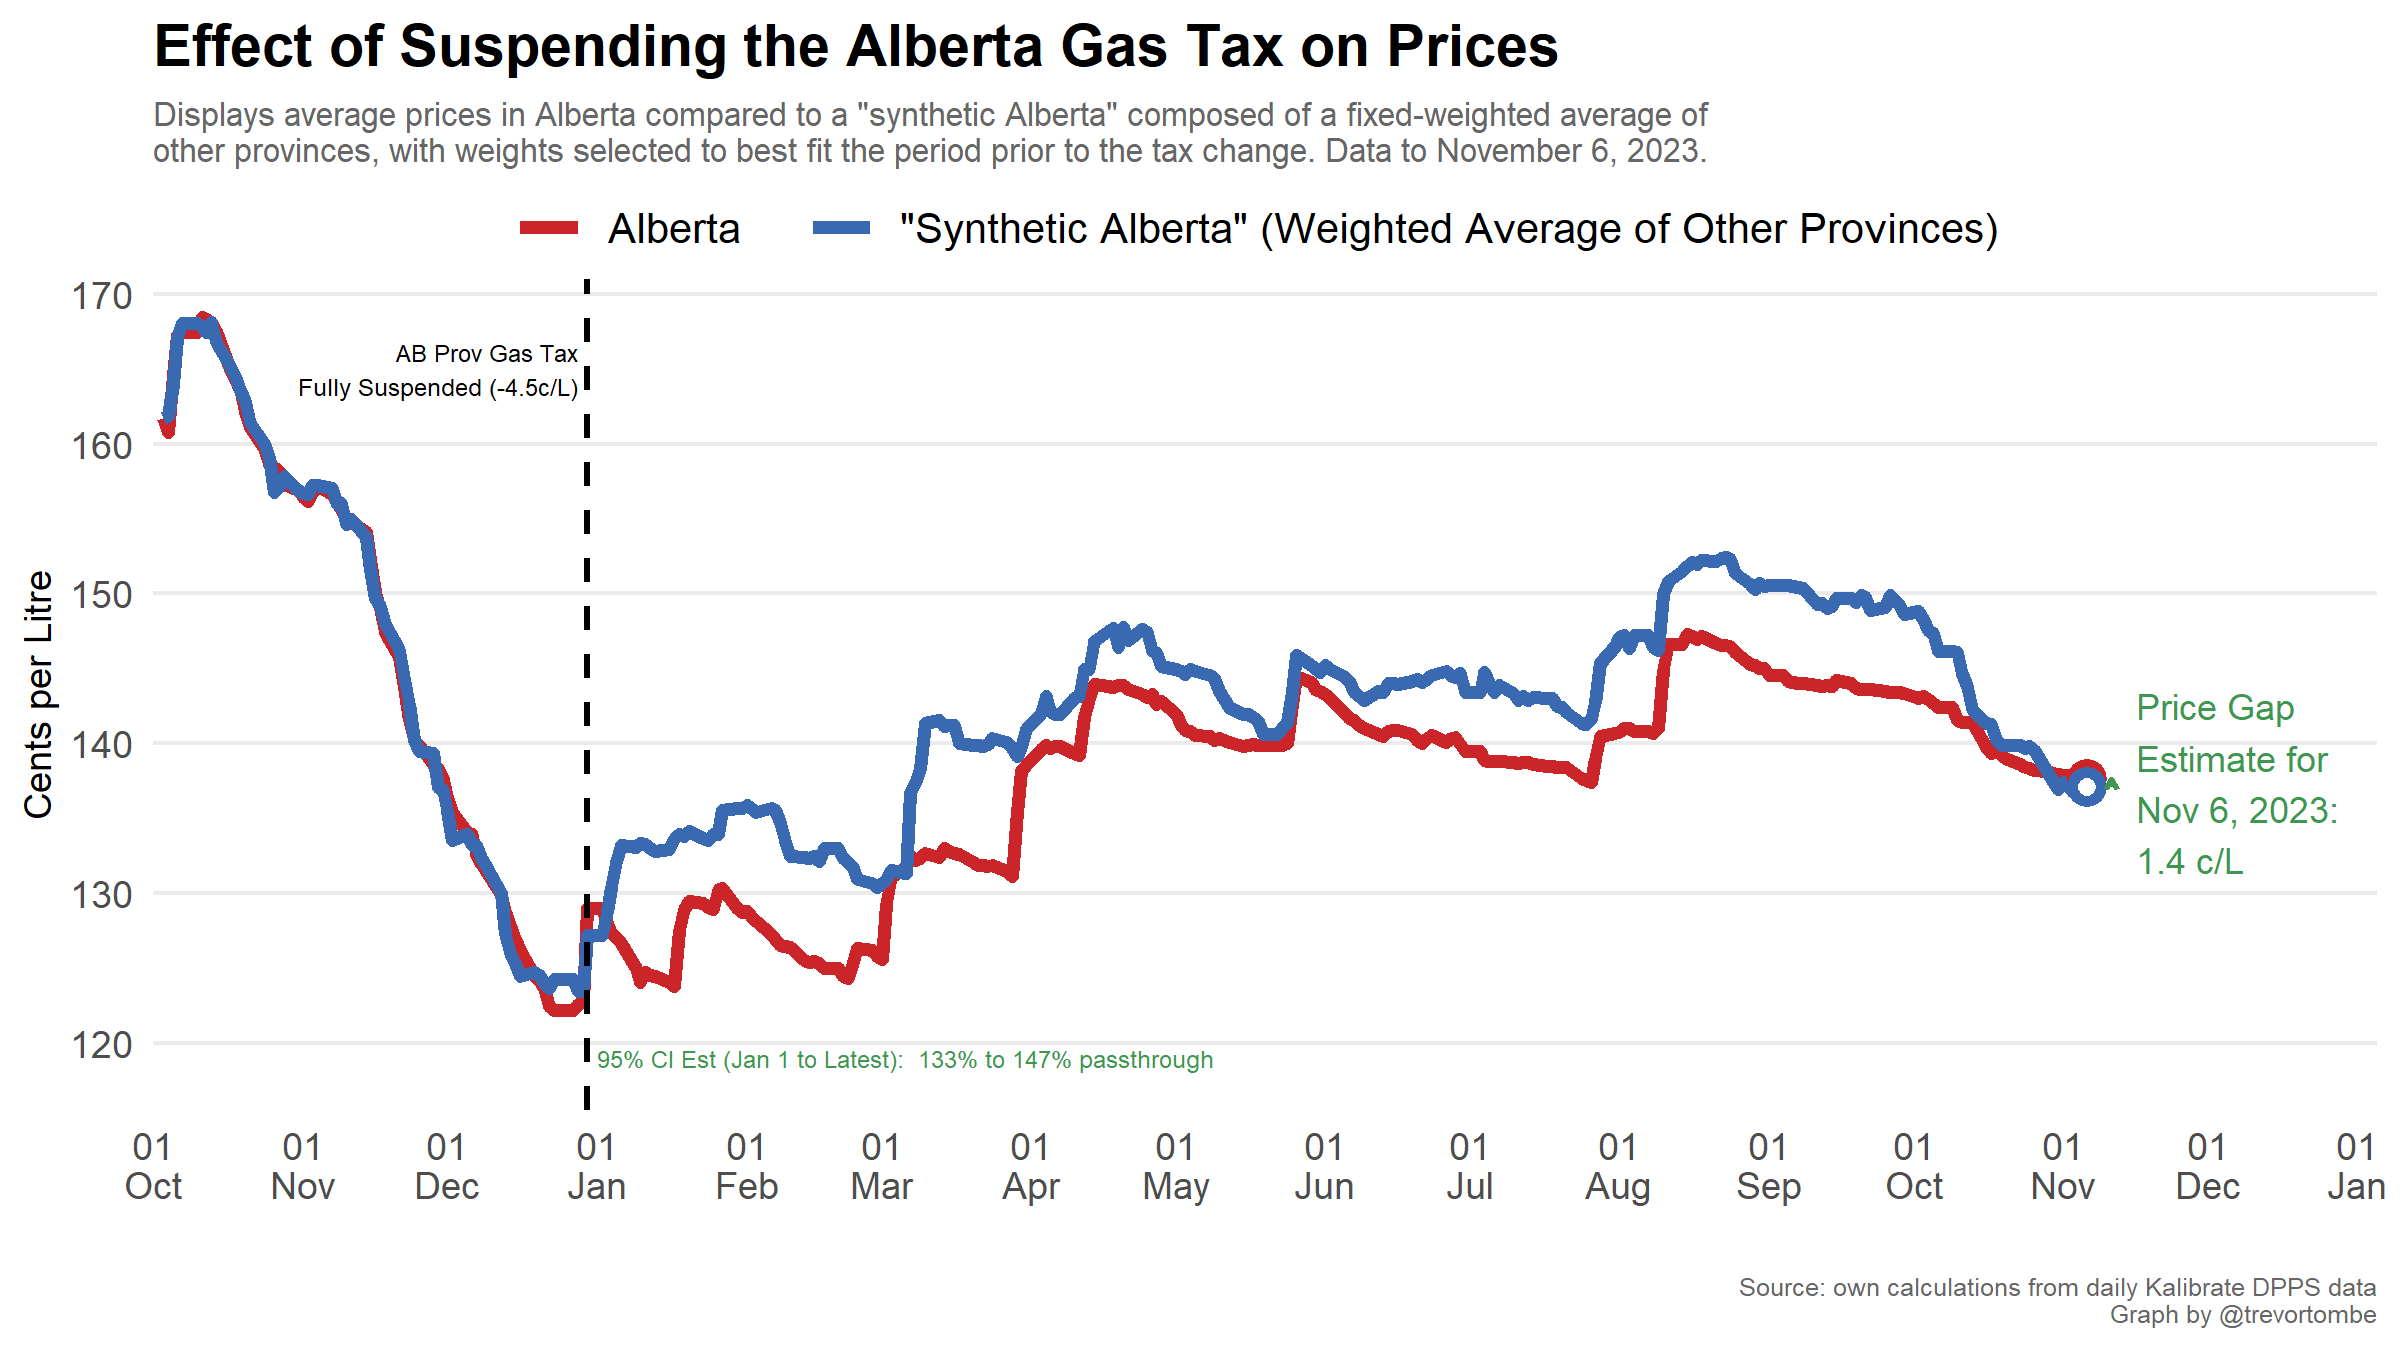 Effect of Suspending the Alberta Gas Tax on Prices
Displays average prices in Alberta compared to a "synthetic Alberta" composed of a fixed-weighted average of
other provinces, with weights selected to best fit the period prior to the tax change. Data to November 6, 2023.
Alberta
"Synthetic Alberta" (Weighted Average of Other Provinces)
170
160
150
140
130
120
Cents per Litre
AB Prov Gas Tax
Fully Suspended (-4.5c/L)
Price Gap
Estimate for
Nov 6, 2023:
1.4 c/L
95% CI Est (Jan 1 to Latest):  133% to 147% passthrough
01 01 01 01 01 01 01 01 01 01 01 01 01 01 01 01
Oct Nov Dec Jan Feb Mar Apr May Jun Jul Aug Sep Oct Nov Dec Jan
Source: own calculations from daily Kalibrate DPPS data
Graph by @trevortombe